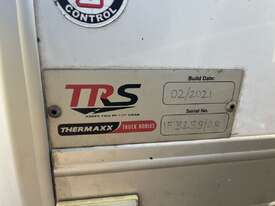 CONTROL
Build Date:
02/2021
TRS
Serial No.
THERMAXX TRUCK BODIES